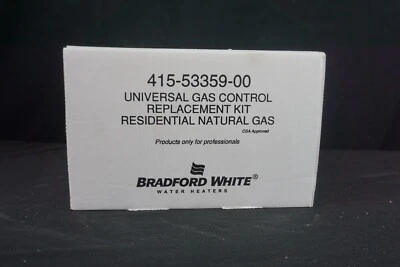 415-53359-00
UNIVERSAL GAS CONTROL
REPLACEMENT KIT
RESIDENTIAL NATURAL GAS
CSA Approved
Products only for professionals
BRADFORD WHITE®
WATER HEATERS